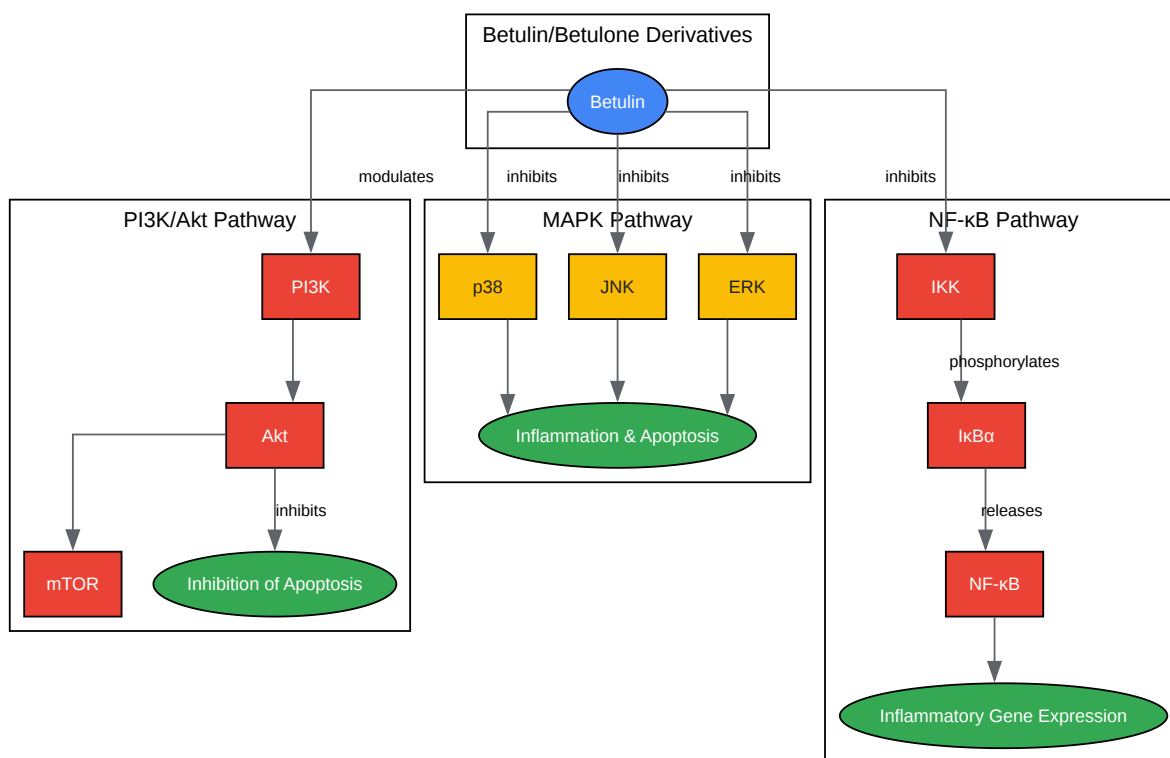 Betulin/Betulone Derivatives
Betulin
modulates
inhibits
inhibits
inhibits
inhibits
PI3K/Akt Pathway
MAPK Pathway
NF-κB Pathway
PI3K
p38
JNK
ERK
IKK
phosphorylates
Akt
Inflammation & Apoptosis
IκBα
inhibits
releases
mTOR
Inhibition of Apoptosis
NF-κB
Inflammatory Gene Expression